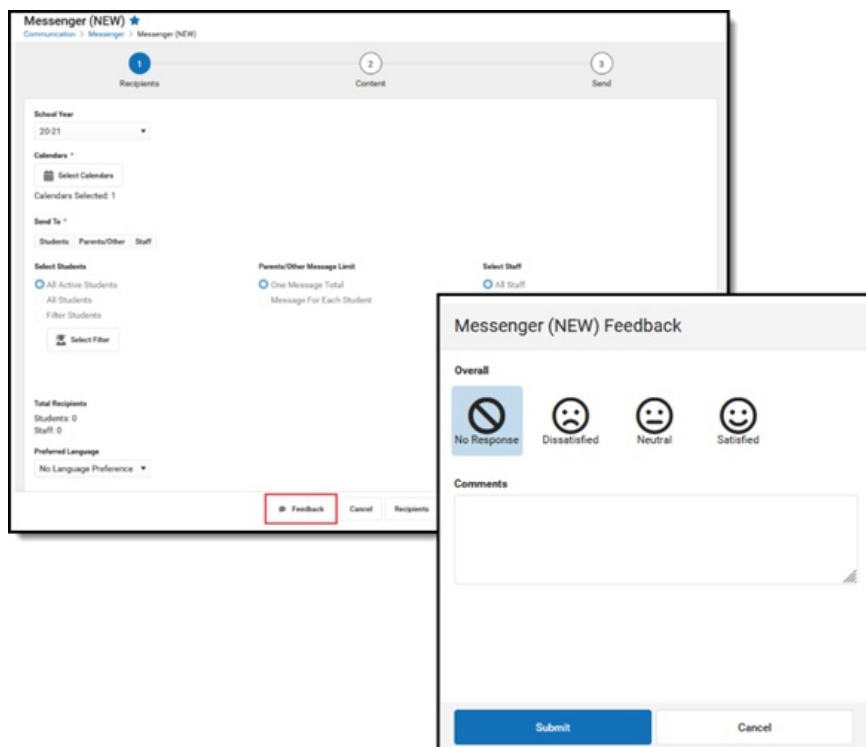 Messenger (NEW)
Communication > Messenger > Messenger (NEW)
1
2
3
Recipients
Content
Send
School Year
20-21
Calendars *
Select Calendars
Calendars Selected: 1
Send To *
Students Parents/Other Staff
Select Students
Parents/Other Message Limit
Select Staff
All Active Students
One Message Total
All Staff
All Students
Message For Each Student
Filter Students
Select Filter
Total Recipients
Students: 0
Staff: 0
Preferred Language
No Language Preference
Feedback
Cancel
Recipients
Messenger (NEW) Feedback
Overall
No Response
Dissatisfied
Neutral
Satisfied
Comments
Submit
Cancel